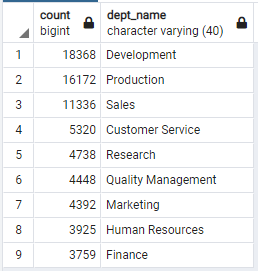 count dept_name
bigint character varying (40)
1 18368 Development
2 16172 Production
3 11336 Sales
4 5320 Customer Service
5 4738 Research
6 4448 Quality Management
7 4392 Marketing
8 3925 Human Resources
9 3759 Finance